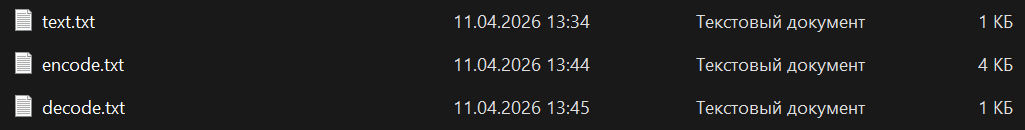 text.txt 11.04.2026 13:34 Текстовый документ 1 КБ
encode.txt 11.04.2026 13:44 Текстовый документ 4 КБ
decode.txt 11.04.2026 13:45 Текстовый документ 1 КБ